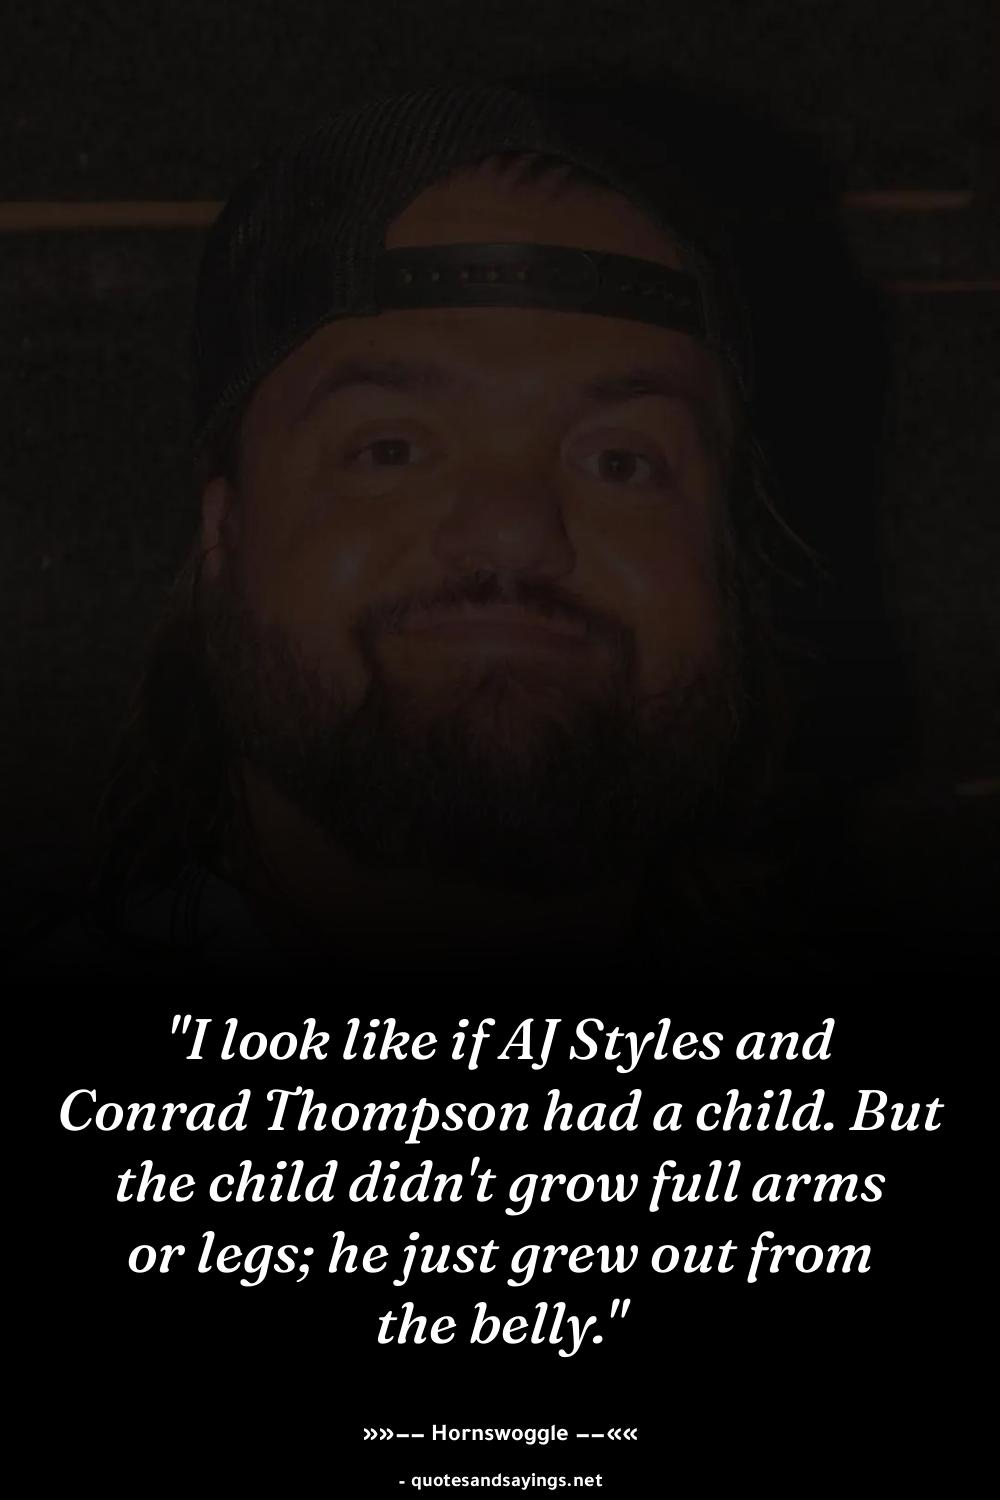 "I look like if AJ Styles and
Conrad Thompson had a child. But
the child didn't grow full arms
or legs; he just grew out from
the belly."
»»–– Hornswoggle ––««
- quotesandsayings.net